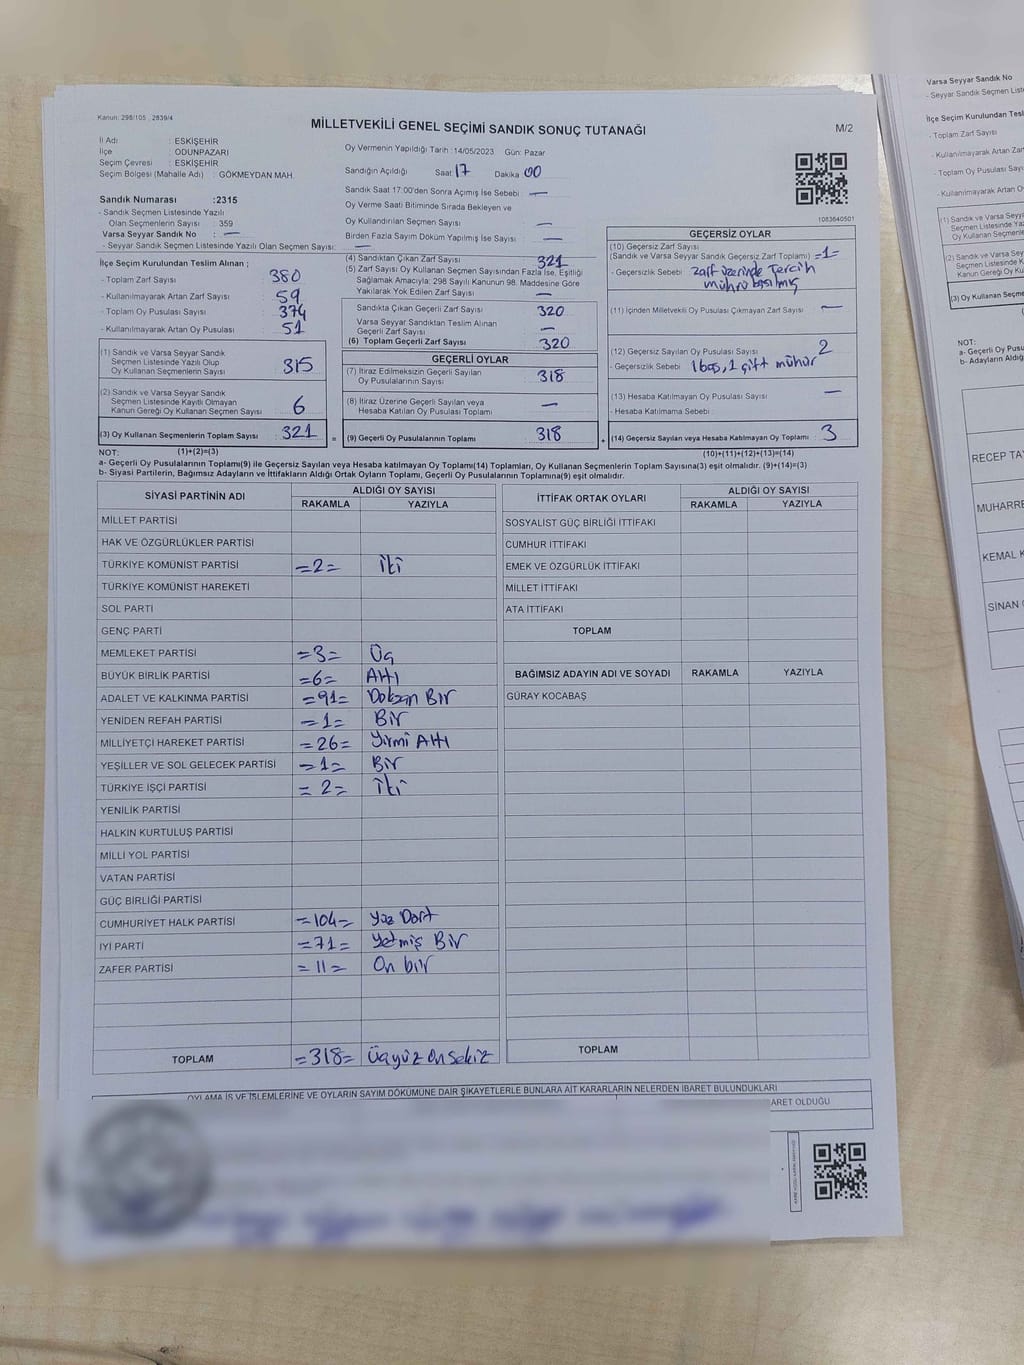 Kanun: 298/105 , 2839/4
MİLLETVEKİLİ GENEL SEÇİMİ SANDIK SONUÇ TUTANAĞI
M/2
İl Adı : ESKİŞEHİR
İlçe : ODUNPAZARI
Seçim Çevresi : ESKİŞEHİR
Seçim Bölgesi (Mahalle Adı) : GÖKMEYDAN MAH.
Sandık Numarası :2315
- Sandık Seçmen Listesinde Yazılı
Olan Seçmenlerin Sayısı : 359
Varsa Seyyar Sandık No : —
- Seyyar Sandık Seçmen Listesinde Yazılı Olan Seçmen Sayısı: —
Oy Vermenin Yapıldığı Tarih : 14/05/2023 Gün: Pazar
Sandığın Açıldığı Saat 17 Dakika 00
Sandık Saat 17:00'den Sonra Açımış İse Sebebi —
Oy Verme Saati Bitiminde Sırada Bekleyen ve
Oy Kullandırılan Seçmen Sayısı —
Birden Fazla Sayım Döküm Yapılmış İse Sayısı —
1083640501
İlçe Seçim Kurulundan Teslim Alınan ;
- Toplam Zarf Sayısı 380
- Kullanılmayarak Artan Zarf Sayısı 59
- Toplam Oy Pusulası Sayısı 374
- Kullanılmayarak Artan Oy Pusulası 51
(1) Sandık ve Varsa Seyyar Sandık
Seçmen Listesinde Yazılı Olup
Oy Kullanan Seçmenlerin Sayısı 315
(2) Sandık ve Varsa Seyyar Sandık
Seçmen Listesinde Kayıtlı Olmayan
Kanun Gereği Oy Kullanan Seçmen Sayısı 6
(3) Oy Kullanan Seçmenlerin Toplam Sayısı 321 =
(4) Sandıktan Çıkan Zarf Sayısı 321
(5) Zarf Sayısı Oy Kullanan Seçmen Sayısından Fazla İse, Eşitliği
Sağlamak Amacıyla; 298 Sayılı Kanunun 98. Maddesine Göre
Yakılarak Yok Edilen Zarf Sayısı —
Sandıkta Çıkan Geçerli Zarf Sayısı 320
Varsa Seyyar Sandıktan Teslim Alınan
Geçerli Zarf Sayısı —
(6) Toplam Geçerli Zarf Sayısı 320
GEÇERLİ OYLAR
(7) İtiraz Edilmeksizin Geçerli Sayılan
Oy Pusulalarının Sayısı 318
(8) İtiraz Üzerine Geçerli Sayılan veya
Hesaba Katılan Oy Pusulası Toplamı —
(9) Geçerli Oy Pusulalarının Toplamı 318 +
GEÇERSİZ OYLAR
(10) Geçersiz Zarf Sayısı
(Sandık ve Varsa Seyyar Sandık Geçersiz Zarf Toplamı) =1=
- Geçersizlik Sebebi zarf üzerinde Tercih
mührü basılmış
(11) İçinden Milletvekili Oy Pusulası Çıkmayan Zarf Sayısı —
(12) Geçersiz Sayılan Oy Pusulası Sayısı 2
- Geçersizlik Sebebi 1 boş, 1 çift mühür
(13) Hesaba Katılmayan Oy Pusulası Sayısı —
- Hesaba Katılmama Sebebi :
(14) Geçersiz Sayılan veya Hesaba Katılmayan Oy Toplamı 3
NOT: (1)+(2)=(3)
(10)+(11)+(12)+(13)=(14)
a- Geçerli Oy Pusulalarının Toplamı(9) ile Geçersiz Sayılan veya Hesaba katılmayan Oy Toplamı(14) Toplamları, Oy Kullanan Seçmenlerin Toplam Sayısına(3) eşit olmalıdır. (9)+(14)=(3)
b- Siyasi Partilerin, Bağımsız Adayların ve İttifakların Aldığı Ortak Oyların Toplamı, Geçerli Oy Pusulalarının Toplamına(9) eşit olmalıdır.
SİYASİ PARTİNİN ADI ALDIĞI OY SAYISI
RAKAMLA YAZIYLA
MİLLET PARTİSİ
HAK VE ÖZGÜRLÜKLER PARTİSİ
TÜRKİYE KOMÜNİST PARTİSİ =2= İki
TÜRKİYE KOMÜNİST HAREKETİ
SOL PARTİ
GENÇ PARTİ
MEMLEKET PARTİSİ =3= Üç
BÜYÜK BİRLİK PARTİSİ =6= Altı
ADALET VE KALKINMA PARTİSİ =91= Doksan Bir
YENİDEN REFAH PARTİSİ =1= Bir
MİLLİYETÇİ HAREKET PARTİSİ =26= Yirmi Altı
YEŞİLLER VE SOL GELECEK PARTİSİ =1= Bir
TÜRKİYE İŞÇİ PARTİSİ =2= İki
YENİLİK PARTİSİ
HALKIN KURTULUŞ PARTİSİ
MİLLİ YOL PARTİSİ
VATAN PARTİSİ
GÜÇ BİRLİĞİ PARTİSİ
CUMHURİYET HALK PARTİSİ =104= Yüz Dört
İYİ PARTİ =71= Yetmiş Bir
ZAFER PARTİSİ =11= On bir
TOPLAM =318= Üçyüz onsekiz
İTTİFAK ORTAK OYLARI ALDIĞI OY SAYISI
RAKAMLA YAZIYLA
SOSYALİST GÜÇ BİRLİĞİ İTTİFAKI
CUMHUR İTTİFAKI
EMEK VE ÖZGÜRLÜK İTTİFAKI
MİLLET İTTİFAKI
ATA İTTİFAKI
TOPLAM
BAĞIMSIZ ADAYIN ADI VE SOYADI RAKAMLA YAZIYLA
GÜRAY KOCABAŞ
TOPLAM
OYLAMA İŞ VE İŞLEMLERİNE VE OYLARIN SAYIM DÖKÜMÜNE DAİR ŞİKAYETLERLE BUNLARA AİT KARARLARIN NELERDEN İBARET BULUNDUKLARI
ARET OLDUĞU
Varsa Seyyar Sandık No
- Seyyar Sandık Seçmen Liste
İlçe Seçim Kurulundan Tesl
- Toplam Zarf Sayısı
- Kullanılmayarak Artan Zar
- Toplam Oy Pusulası Sayıs
- Kullanılmayarak Artan Oy
(1) Sandık ve Varsa Seyya
Seçmen Listesinde Yazıl
Oy Kullanan Seçmenleri
(2) Sandık ve Varsa Seyya
Seçmen Listesinde Kay
Kanun Gereği Oy Kulla
(3) Oy Kullanan Seçme
NOT:
a- Geçerli Oy Pusu
b- Adayların Aldığı
RECEP TAY
MUHARRE
KEMAL K
SİNAN